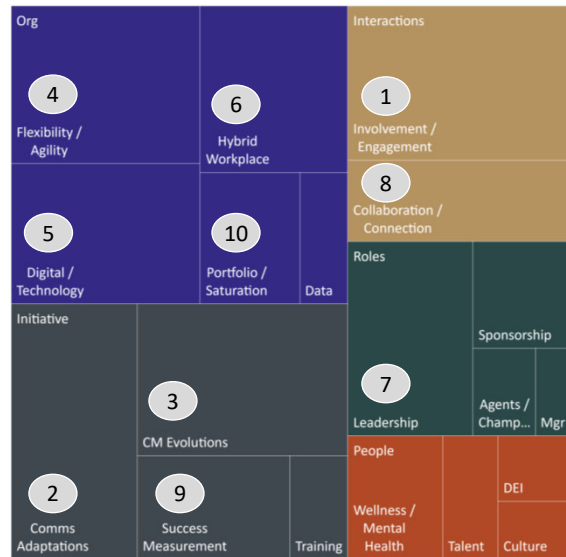 Org
4
Flexibility /
Agility
6
Hybrid
Workplace
5
Digital /
Technology
10
Portfolio /
Saturation
Data
Interactions
1
Involvement /
Engagement
8
Collaboration /
Connection
Initiative
2
Comms
Adaptations
3
CM Evolutions
9
Success
Measurement
Training
Roles
7
Leadership
Sponsorship
Agents /
Champ...
Mgr
People
Wellness /
Mental
Health
Talent
DEI
Culture